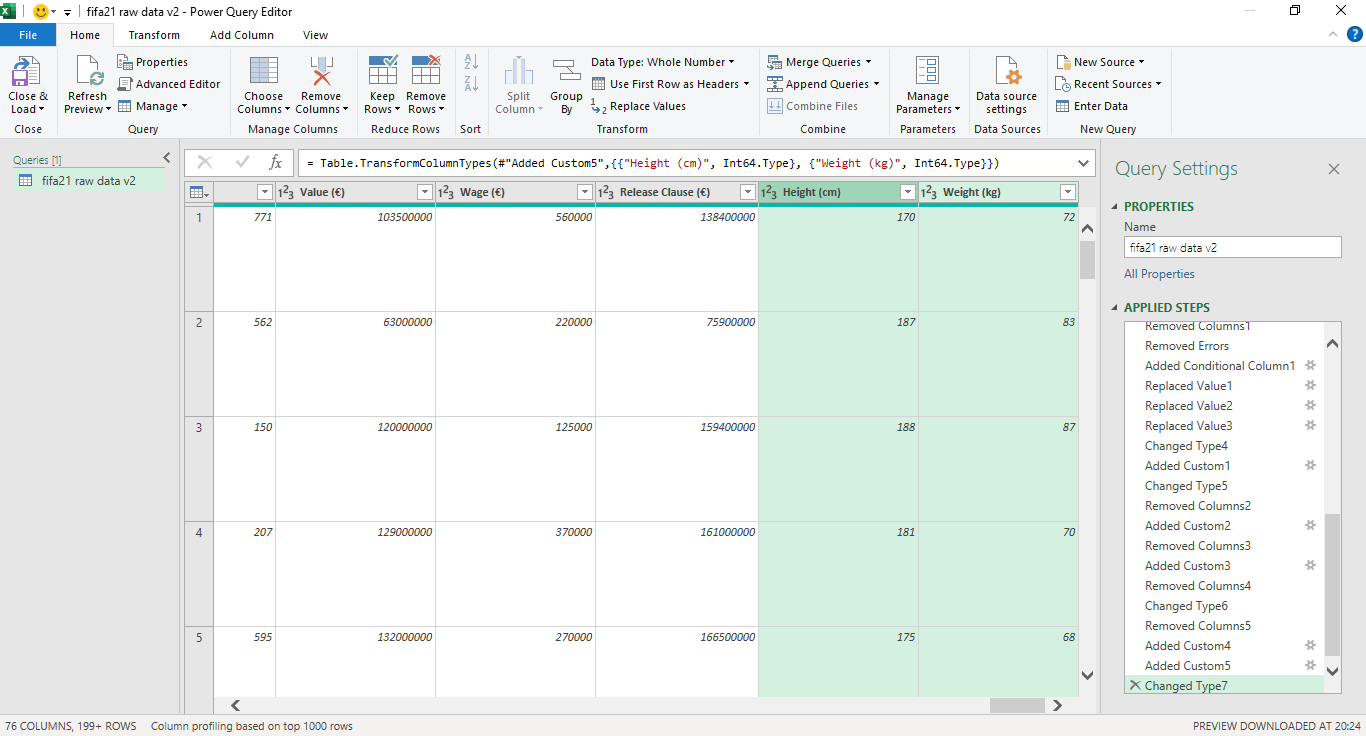 fifa21 raw data v2 - Power Query Editor
File Home Transform Add Column View
Close & Load
Close
Refresh Preview
Properties
Advanced Editor
Manage
Query
Choose Columns
Remove Columns
Manage Columns
Keep Rows
Remove Rows
Reduce Rows
Sort
Split Column
Group By
Data Type: Whole Number
Use First Row as Headers
Replace Values
Transform
Merge Queries
Append Queries
Combine Files
Combine
Manage Parameters
Parameters
Data source settings
Data Sources
New Source
Recent Sources
Enter Data
New Query
Queries [1]
fifa21 raw data v2
fx = Table.TransformColumnTypes(#"Added Custom5",{{"Height (cm)", Int64.Type}, {"Weight (kg)", Int64.Type}})
123 Value (€) 123 Wage (€) 123 Release Clause (€) 123 Height (cm) 123 Weight (kg)
1 771 103500000 560000 138400000 170 72
2 562 63000000 220000 75900000 187 83
3 150 120000000 125000 159400000 188 87
4 207 129000000 370000 161000000 181 70
5 595 132000000 270000 166500000 175 68
Query Settings
PROPERTIES
Name
fifa21 raw data v2
All Properties
APPLIED STEPS
Removed Columns1
Removed Errors
Added Conditional Column1
Replaced Value1
Replaced Value2
Replaced Value3
Changed Type4
Added Custom1
Changed Type5
Removed Columns2
Added Custom2
Removed Columns3
Added Custom3
Removed Columns4
Changed Type6
Removed Columns5
Added Custom4
Added Custom5
Changed Type7
76 COLUMNS, 199+ ROWS Column profiling based on top 1000 rows
PREVIEW DOWNLOADED AT 20:24